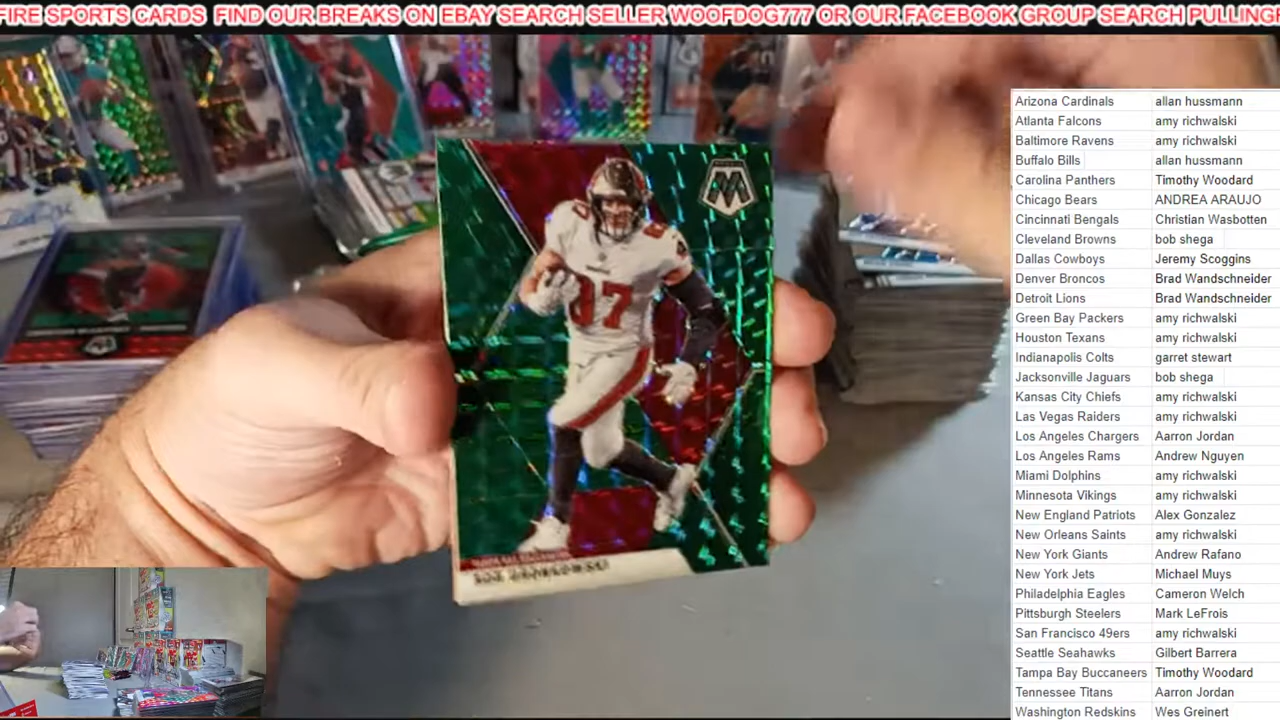 FIRE SPORTS CARDS FIND OUR BREAKS ON EBAY SEARCH SELLER WOOFDOG777 OR OUR FACEBOOK GROUP SEARCH
Arizona Cardinals allan hussmann
Atlanta Falcons amy richwalski
Baltimore Ravens amy richwalski
Buffalo Bills allan hussmann
Carolina Panthers Timothy Woodard
Chicago Bears ANDREA ARAUJO
Cincinnati Bengals Christian Wasbotten
Cleveland Browns bob shega
Dallas Cowboys Jeremy Scoggins
Denver Broncos Brad Wandschneider
Detroit Lions Brad Wandschneider
Green Bay Packers amy richwalski
Houston Texans amy richwalski
Indianapolis Colts garret stewart
Jacksonville Jaguars bob shega
Kansas City Chiefs amy richwalski
Las Vegas Raiders amy richwalski
Los Angeles Chargers Aarron Jordan
Los Angeles Rams Andrew Nguyen
Miami Dolphins amy richwalski
Minnesota Vikings amy richwalski
New England Patriots Alex Gonzalez
New Orleans Saints amy richwalski
New York Giants Andrew Rafano
New York Jets Michael Muys
Philadelphia Eagles Cameron Welch
Pittsburgh Steelers Mark LeFrois
San Francisco 49ers amy richwalski
Seattle Seahawks Gilbert Barrera
Tampa Bay Buccaneers Timothy Woodard
Tennessee Titans Aarron Jordan
Washington Redskins Wes Greinert
87